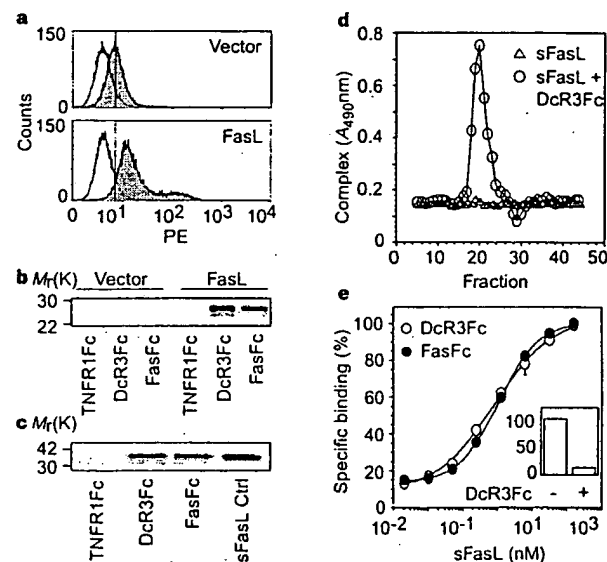 a
150
Vector
0
150
FasL
Counts
0
0 10¹ 10² 10³ 10⁴
PE
b Mr(K) Vector FasL
30
22
TNFR1Fc DcR3Fc FasFc TNFR1Fc DcR3Fc FasFc
c Mr(K)
42
30
TNFR1Fc DcR3Fc FasFc sFasL Ctrl
d
0.8
0.6
0.4
0.2
0
Complex (A490nm)
△ sFasL
○ sFasL +
DcR3Fc
0 10 20 30 40 50
Fraction
e
100
80
60
40
20
0
Specific binding (%)
○ DcR3Fc
● FasFc
100
50
0
DcR3Fc - +
10⁻² 10⁻¹ 10¹ 10³
sFasL (nM)